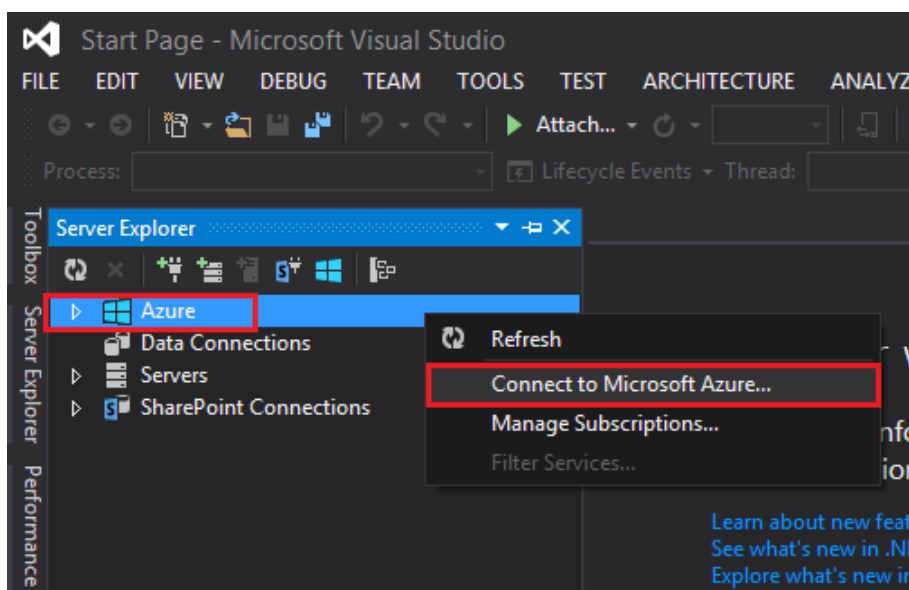 Start Page - Microsoft Visual Studio
FILE EDIT VIEW DEBUG TEAM TOOLS TEST ARCHITECTURE ANALYZ
Attach...
Process: Lifecycle Events Thread:
Toolbox
Server Explorer
Performance
Server Explorer
Azure
Data Connections
Servers
SharePoint Connections
Refresh
Connect to Microsoft Azure...
Manage Subscriptions...
Filter Services...
Learn about new feat
See what's new in .N
Explore what's new in